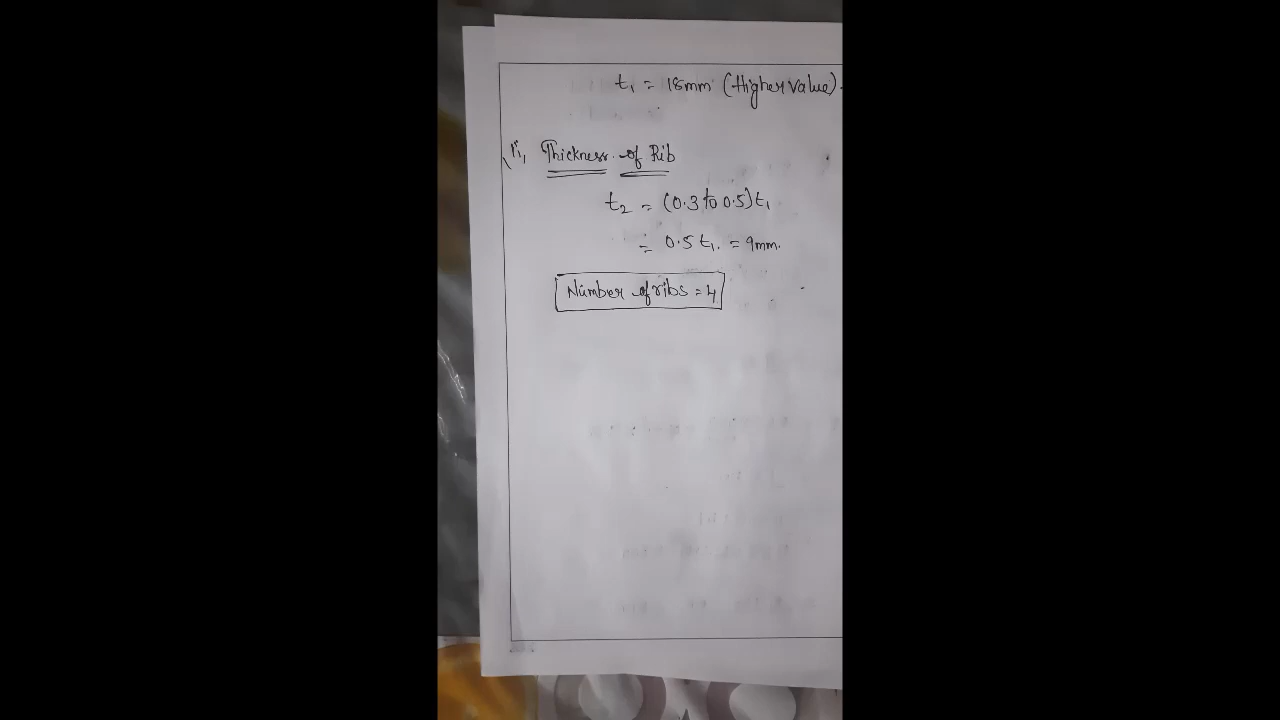 t₁ = 18mm (Higher value).
ii, Thickness of Rib
t₂ = (0.3 to 0.5)t₁
= 0.5 t₁. = 9mm.
Number of ribs = 4